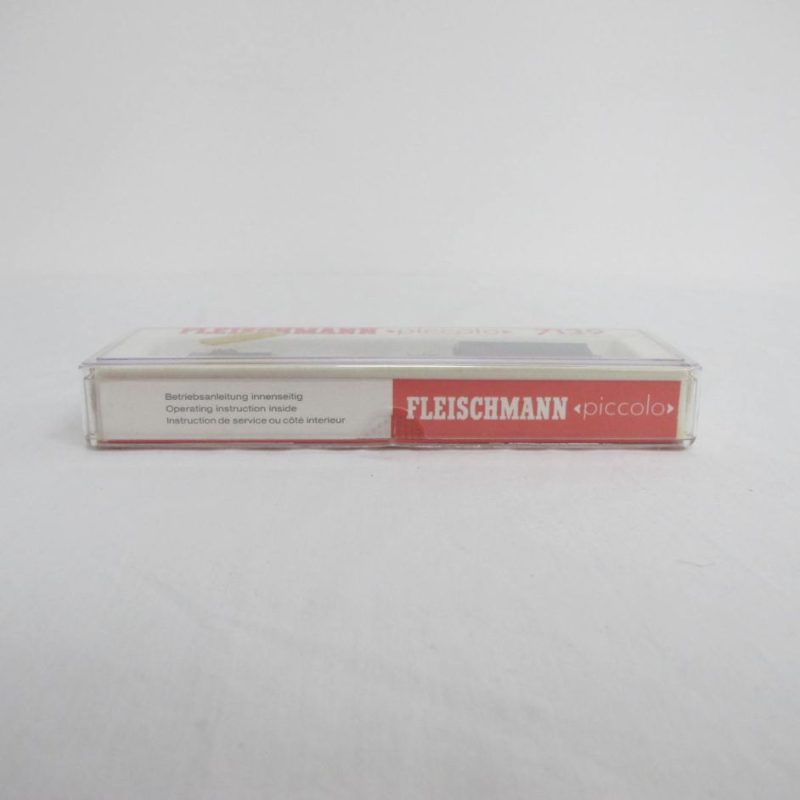 FLEISCHMANN ‹piccolo› 7139
Betriebsanleitung innenseitig
Operating instruction inside
Instruction de service ou côté interieur
FLEISCHMANN ‹piccolo›